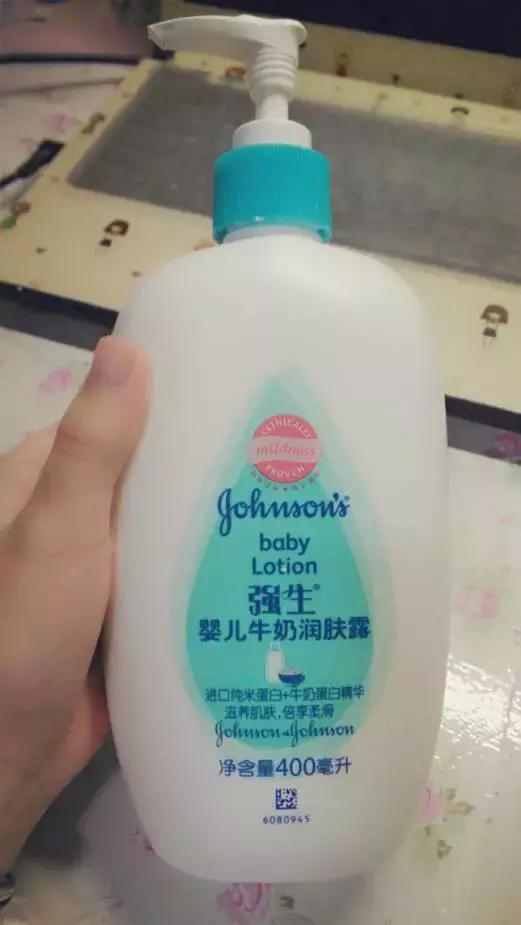 CLINICALLY
mildness
PROVEN
Johnson's®
baby
Lotion
强生®
婴儿牛奶润肤露
进口纯米蛋白+牛奶蛋白精华
滋养肌肤,倍享柔滑
Johnson & Johnson
净含量400毫升
6080945